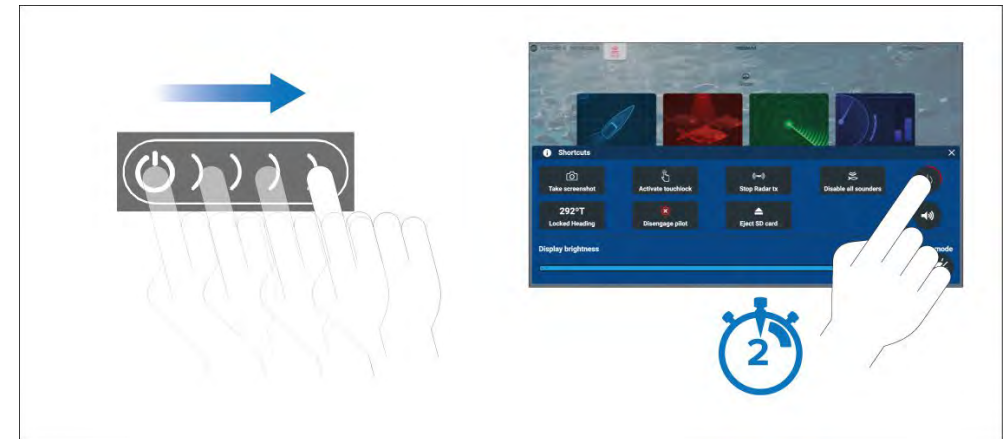 Shortcuts
Take screenshot
Activate touchlock
Stop Radar tx
Disable all sounders
292°T
Locked Heading
Disengage pilot
Eject SD card
Display brightness
mode
2